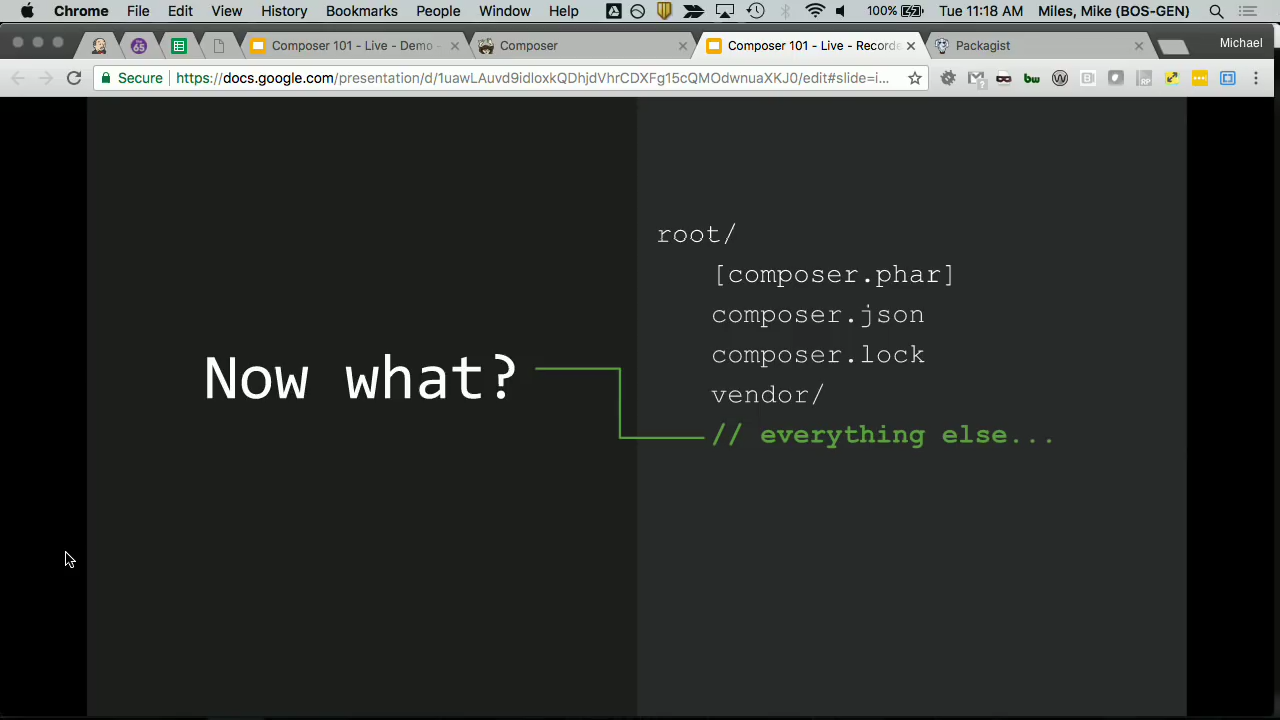 Chrome File Edit View History Bookmarks People Window Help 100% Tue 11:18 AM Miles, Mike (BOS-GEN)
65 Composer 101 - Live - Demo - Composer Composer 101 - Live - Recorde Packagist Michael
Secure https://docs.google.com/presentation/d/1uawLAuvd9idloxkQDhjdVhrCDXFg15cQMOdwnuaXKJ0/edit#slide=i...
root/
[composer.phar]
composer.json
composer.lock
vendor/
Now what?
// everything else...